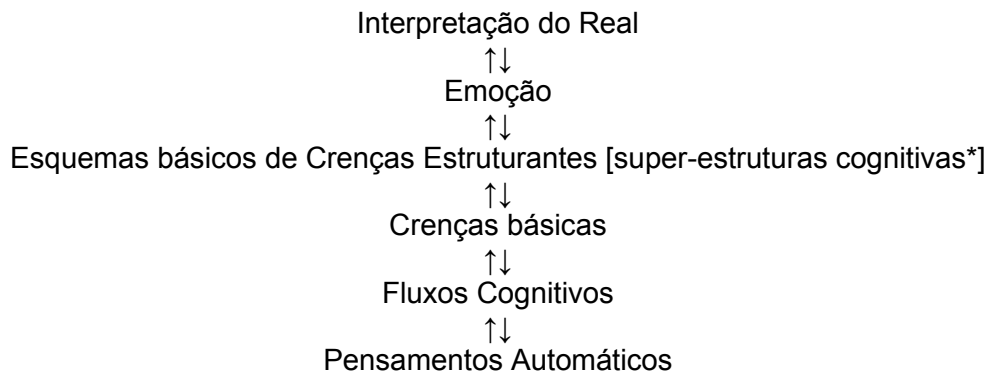 Interpretação do Real
↑↓
Emoção
↑↓
Esquemas básicos de Crenças Estruturantes [super-estruturas cognitivas*]
↑↓
Crenças básicas
↑↓
Fluxos Cognitivos
↑↓
Pensamentos Automáticos